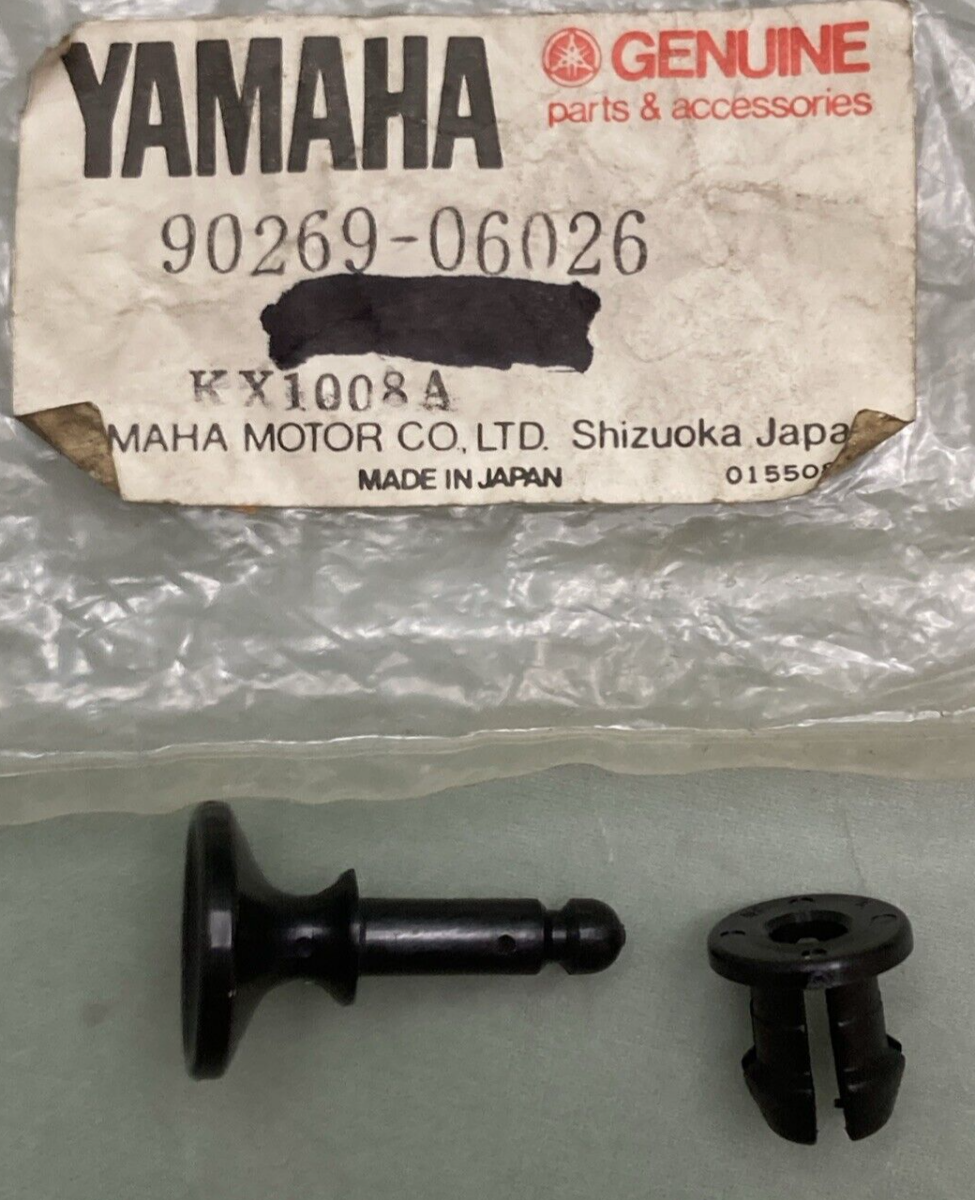 YAMAHA
GENUINE
parts & accessories
90269-06026
KX1008A
MAHA MOTOR CO., LTD. Shizuoka Japa
MADE IN JAPAN
01550